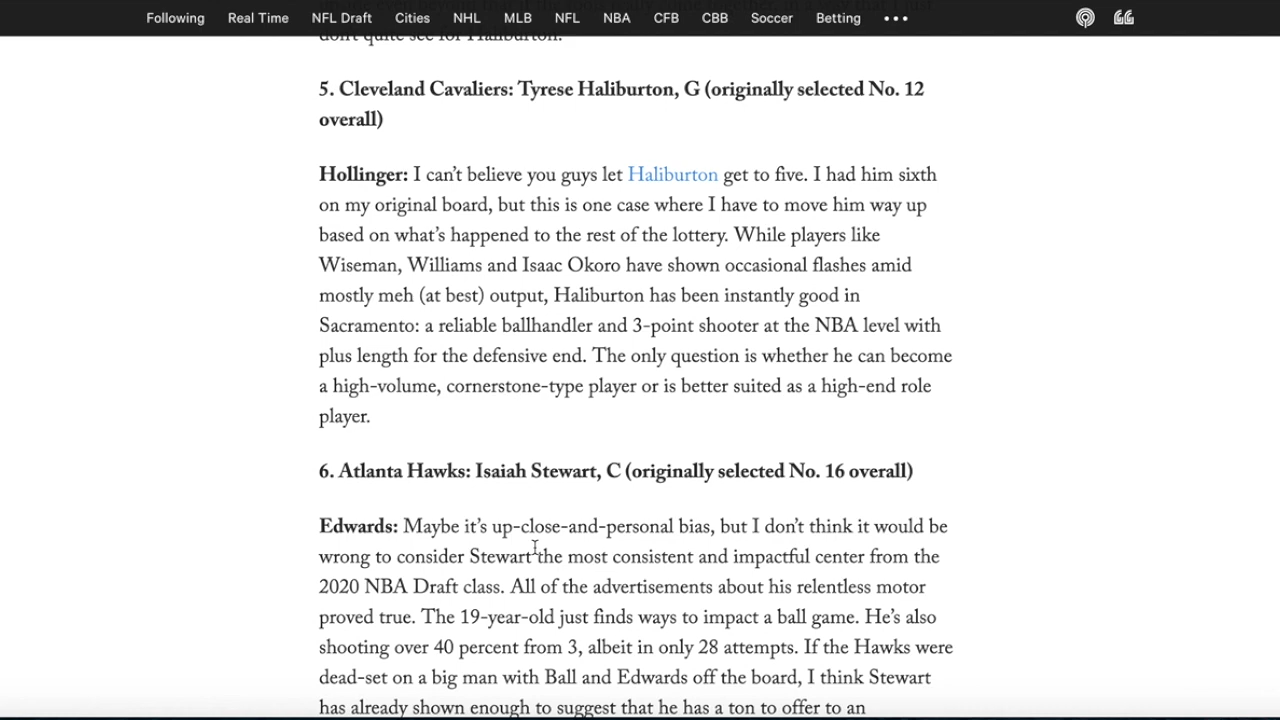 Following Real Time NFL Draft Cities NHL MLB NFL NBA CFB CBB Soccer Betting
don't quite see for Haliburton.
5. Cleveland Cavaliers: Tyrese Haliburton, G (originally selected No. 12
overall)
Hollinger: I can't believe you guys let Haliburton get to five. I had him sixth
on my original board, but this is one case where I have to move him way up
based on what's happened to the rest of the lottery. While players like
Wiseman, Williams and Isaac Okoro have shown occasional flashes amid
mostly meh (at best) output, Haliburton has been instantly good in
Sacramento: a reliable ballhandler and 3-point shooter at the NBA level with
plus length for the defensive end. The only question is whether he can become
a high-volume, cornerstone-type player or is better suited as a high-end role
player.
6. Atlanta Hawks: Isaiah Stewart, C (originally selected No. 16 overall)
Edwards: Maybe it's up-close-and-personal bias, but I don't think it would be
wrong to consider Stewart the most consistent and impactful center from the
2020 NBA Draft class. All of the advertisements about his relentless motor
proved true. The 19-year-old just finds ways to impact a ball game. He's also
shooting over 40 percent from 3, albeit in only 28 attempts. If the Hawks were
dead-set on a big man with Ball and Edwards off the board, I think Stewart
has already shown enough to suggest that he has a ton to offer to an